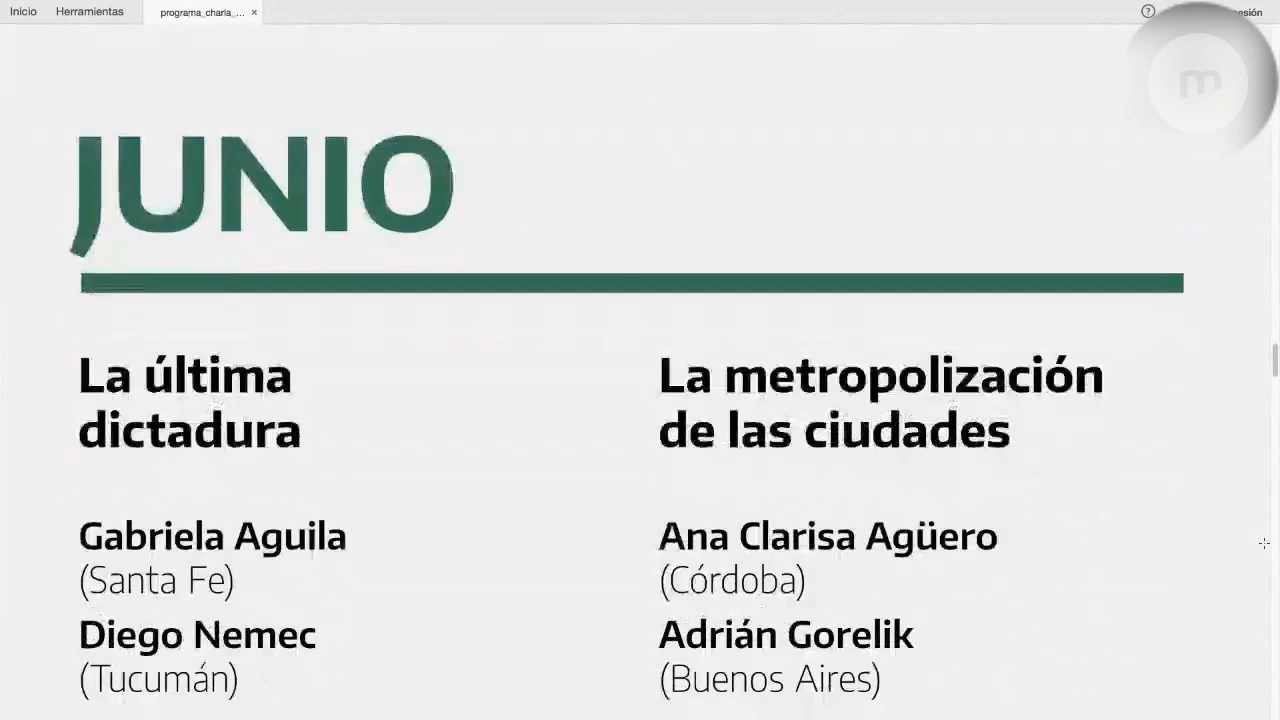 Inicio Herramientas programa_charla_... ×
?
esión
m
JUNIO
La última
dictadura
Gabriela Aguila
(Santa Fe)
Diego Nemec
(Tucumán)
La metropolización
de las ciudades
Ana Clarisa Agüero
(Córdoba)
Adrián Gorelik
(Buenos Aires)